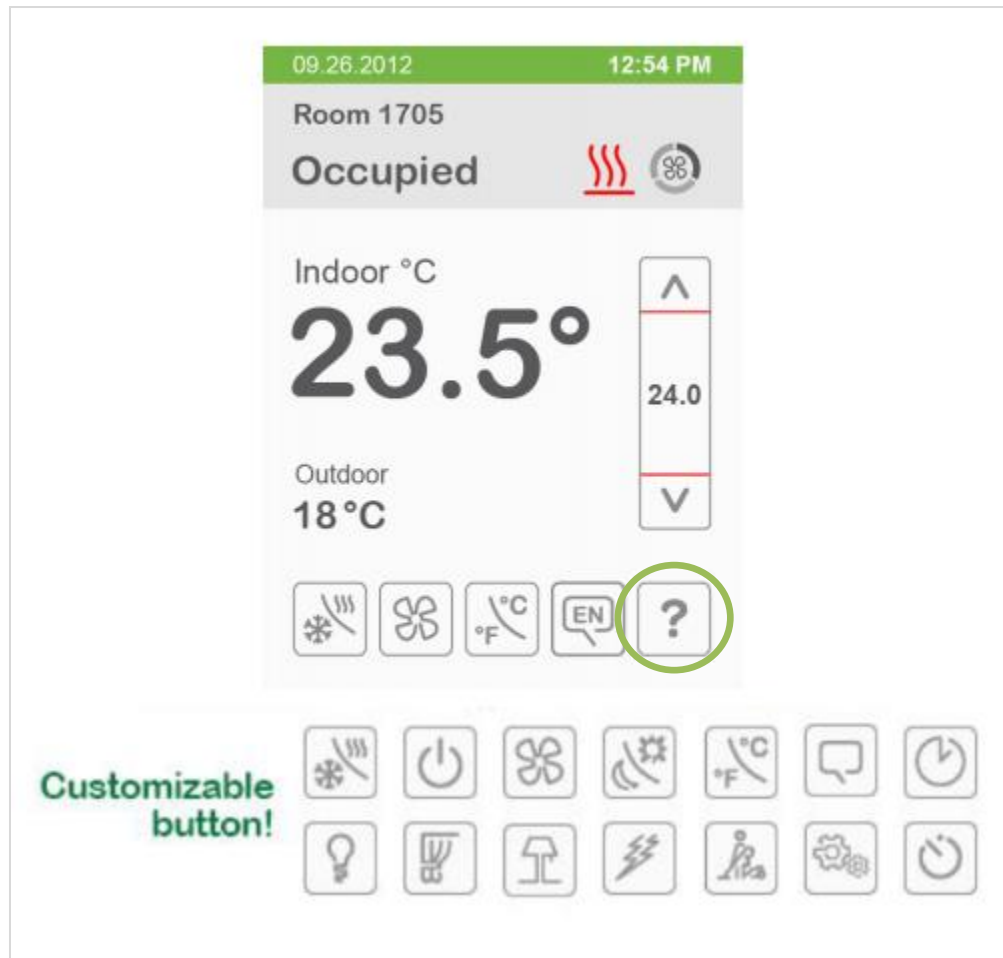 09.26.2012 12:54 PM
Room 1705
Occupied
Indoor °C
23.5°
24.0
Outdoor
18°C
°C
°F
EN
?
Customizable
button!
°C
°F